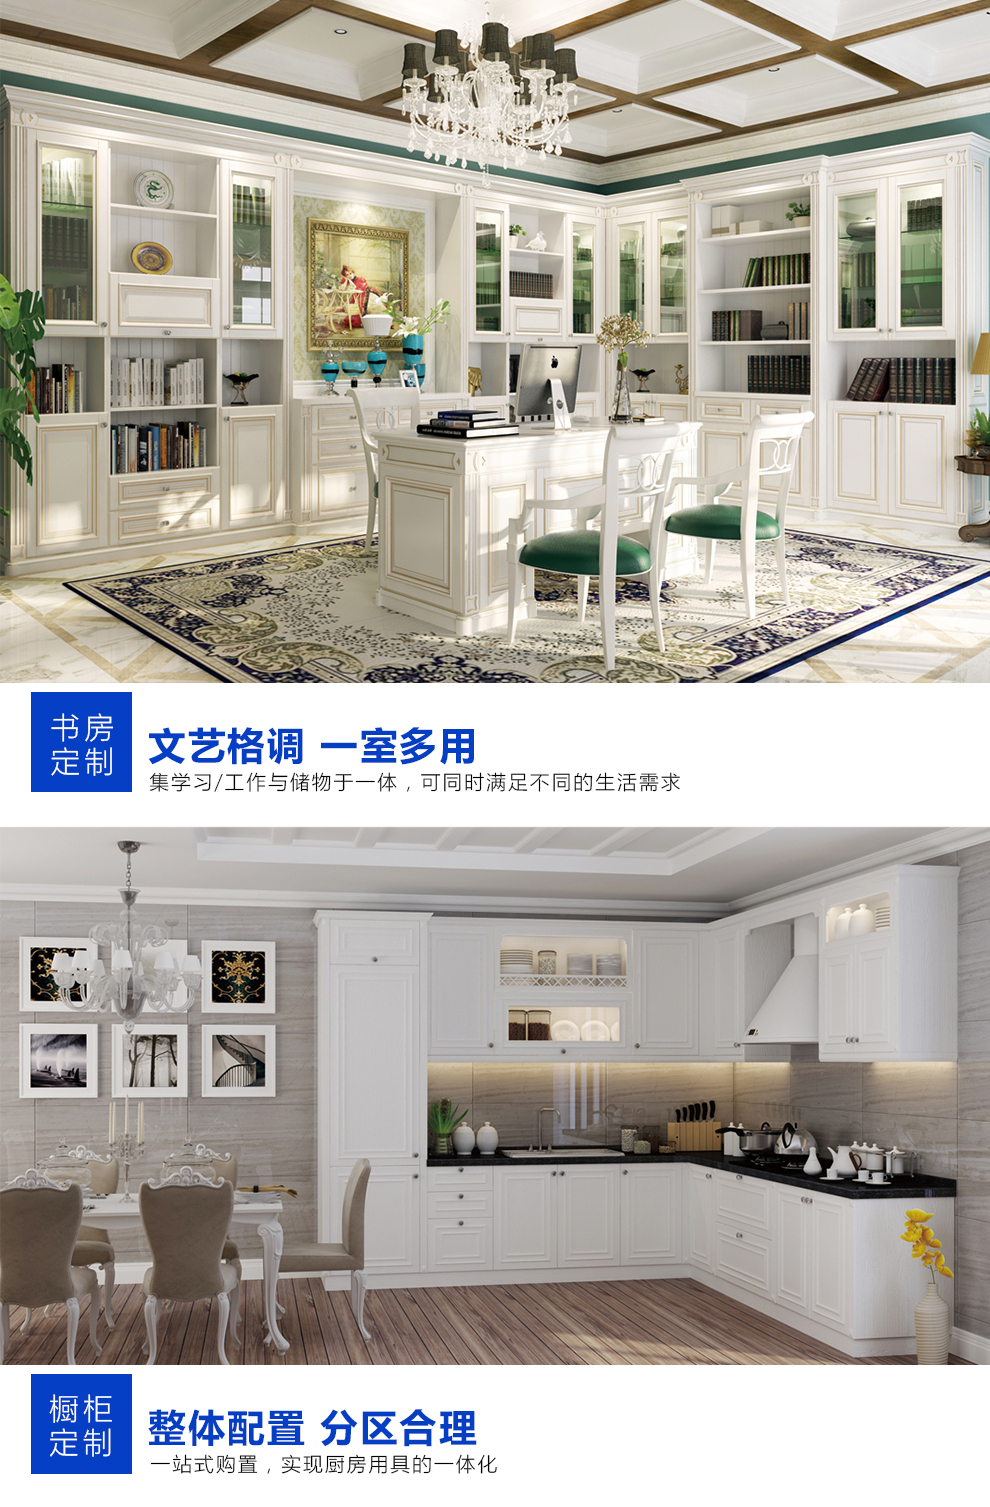 书房
定制
文艺格调 一室多用
集学习/工作与储物于一体，可同时满足不同的生活需求
橱柜
定制
整体配置 分区合理
一站式购置，实现厨房用具的一体化